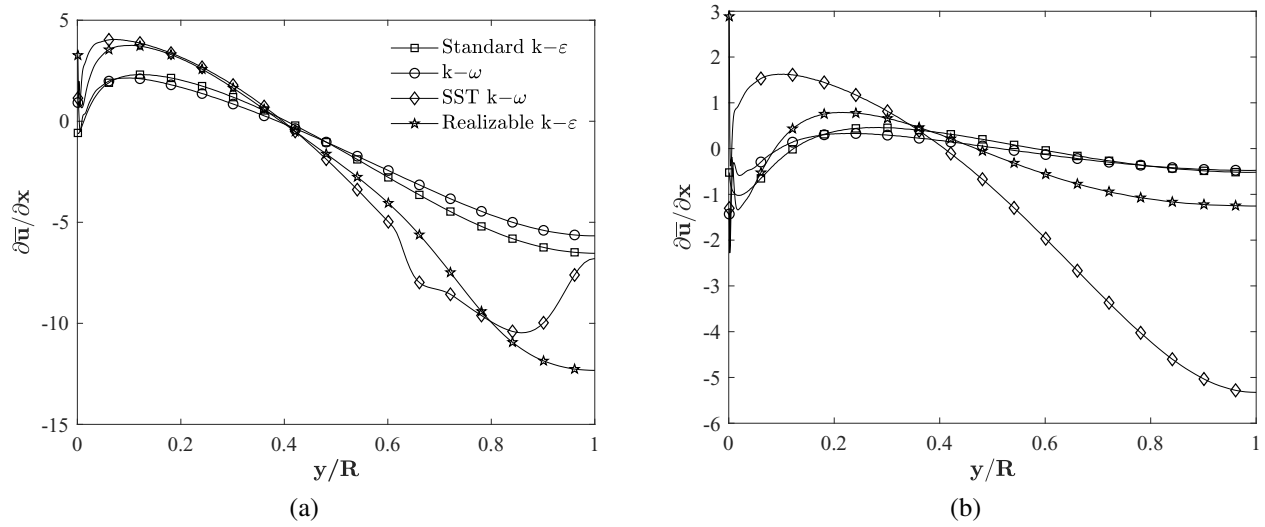 5
0
-5
-10
-15
0
0.2
0.4
0.6
0.8
1
∂u̅/∂x
y/R
Standard k−ε
k−ω
SST k−ω
Realizable k−ε
(a)
3
2
1
0
-1
-2
-3
-4
-5
-6
0
0.2
0.4
0.6
0.8
1
∂u̅/∂x
y/R
(b)